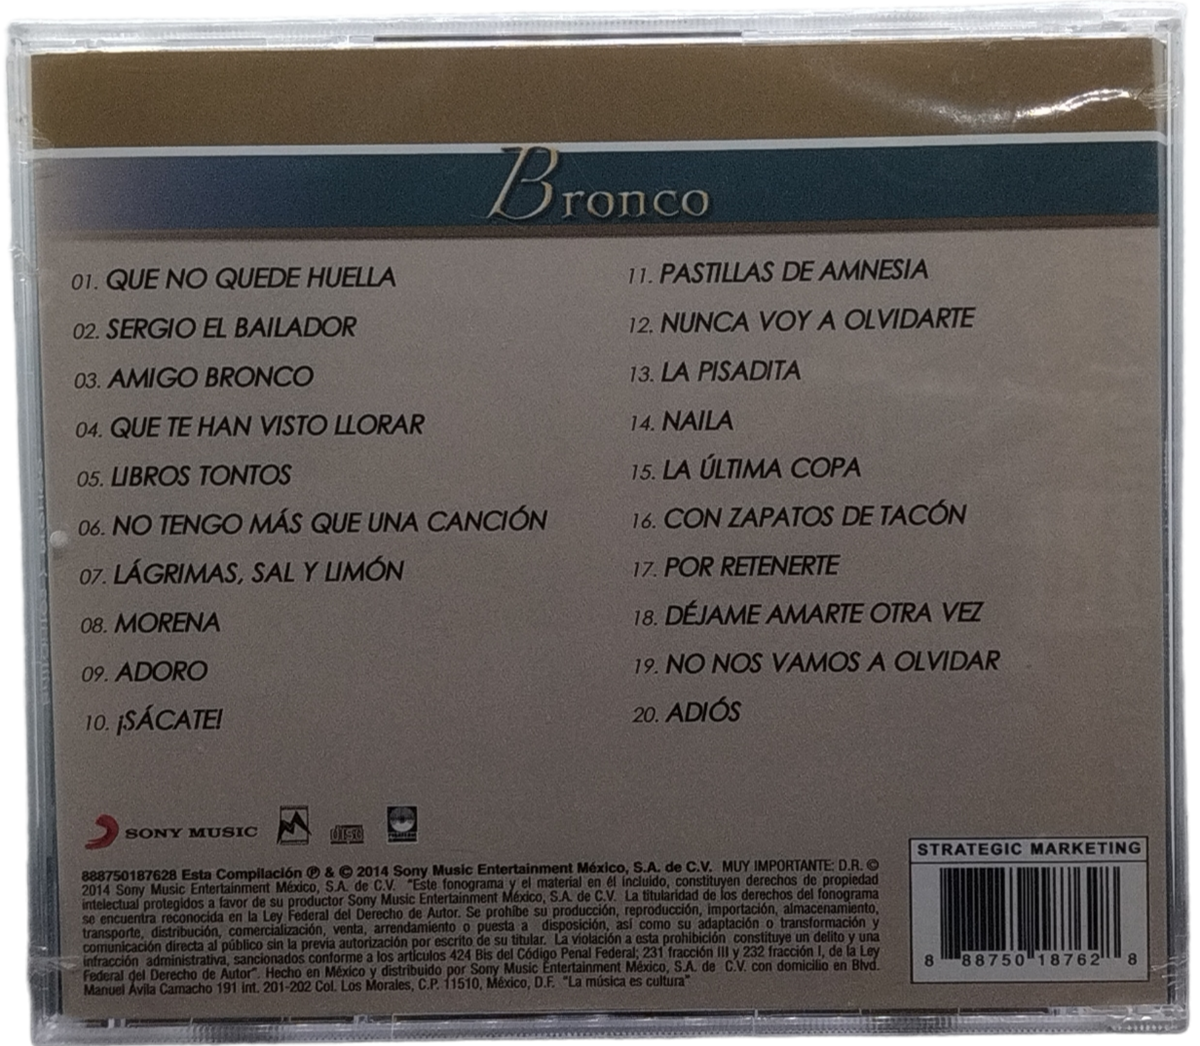 Bronco
01. QUE NO QUEDE HUELLA
02. SERGIO EL BAILADOR
03. AMIGO BRONCO
04. QUE TE HAN VISTO LLORAR
05. LIBROS TONTOS
06. NO TENGO MÁS QUE UNA CANCIÓN
07. LÁGRIMAS, SAL Y LIMÓN
08. MORENA
09. ADORO
10. ¡SÁCATE!
11. PASTILLAS DE AMNESIA
12. NUNCA VOY A OLVIDARTE
13. LA PISADITA
14. NAILA
15. LA ÚLTIMA COPA
16. CON ZAPATOS DE TACÓN
17. POR RETENERTE
18. DÉJAME AMARTE OTRA VEZ
19. NO NOS VAMOS A OLVIDAR
20. ADIÓS
SONY MUSIC
disc
888750187628 Esta Compilación ℗ & © 2014 Sony Music Entertainment México, S.A. de C.V. MUY IMPORTANTE: D.R. ©
2014 Sony Music Entertainment México, S.A. de C.V. "Este fonograma y el material en él incluido, constituyen derechos de propiedad
intelectual protegidos a favor de su productor Sony Music Entertainment México, S.A. de C.V. La titularidad de los derechos del fonograma
se encuentra reconocida en la Ley Federal del Derecho de Autor. Se prohíbe su producción, reproducción, importación, almacenamiento,
transporte, distribución, comercialización, venta, arrendamiento o puesta a disposición, así como su adaptación o transformación y
comunicación directa al público sin la previa autorización por escrito de su titular. La violación a esta prohibición constituye un delito y una
infracción administrativa, sancionados conforme a los artículos 424 Bis del Código Penal Federal; 231 fracción III y 232 fracción I, de la Ley
Federal del Derecho de Autor". Hecho en México y distribuido por Sony Music Entertainment México, S.A. de C.V. con domicilio en Blvd.
Manuel Ávila Camacho 191 int. 201-202 Col. Los Morales, C.P. 11510, México, D.F. "La música es cultura"
STRATEGIC MARKETING
8 88750 18762 8